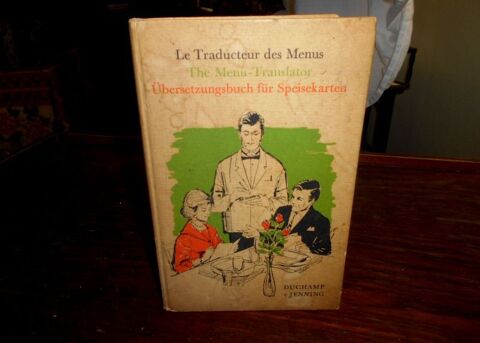 Le Traducteur des Menus
The Menu-Translator
Übersetzungsbuch für Speisekarten
DUCHAMP
+ JENNING